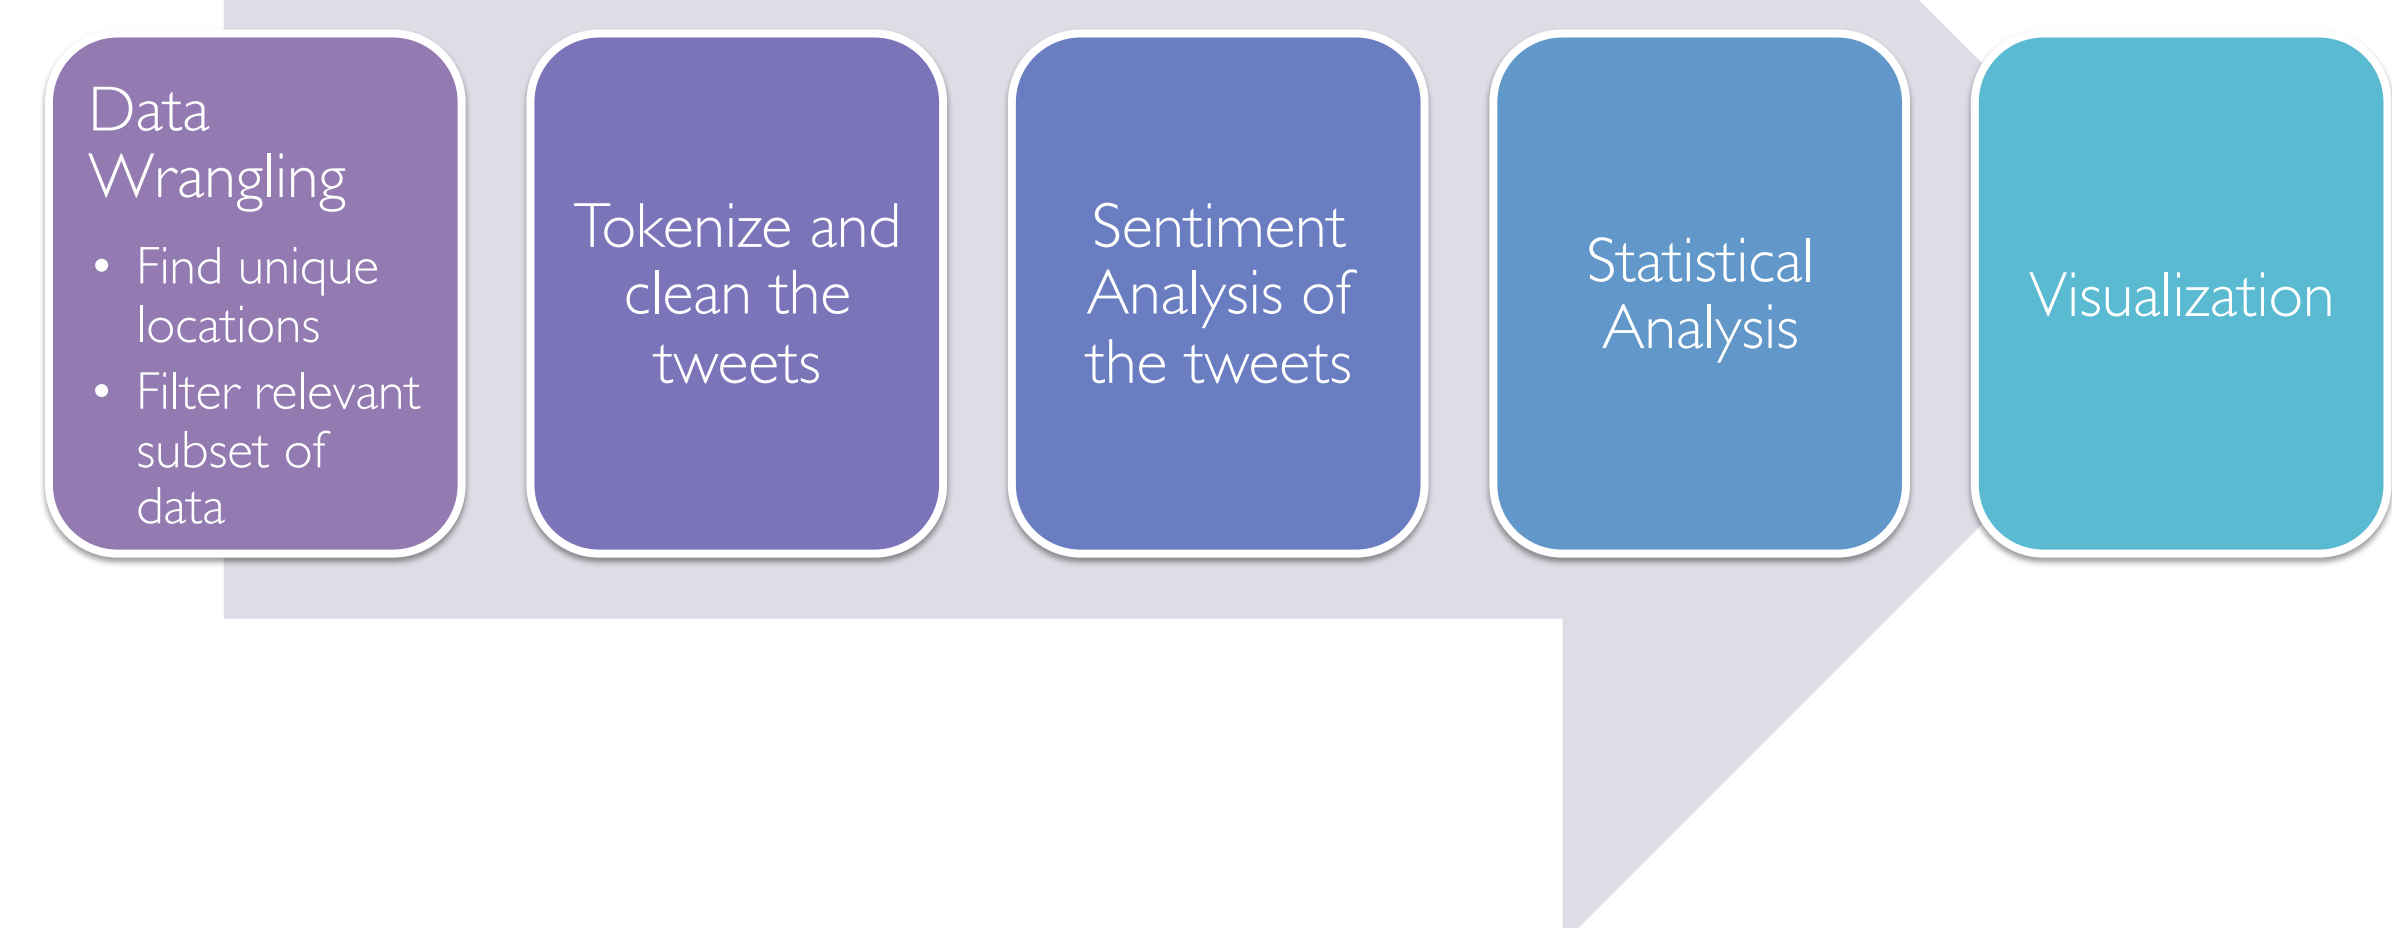 Data
Wrangling
• Find unique
locations
• Filter relevant
subset of
data
Tokenize and
clean the
tweets
Sentiment
Analysis of
the tweets
Statistical
Analysis
Visualization